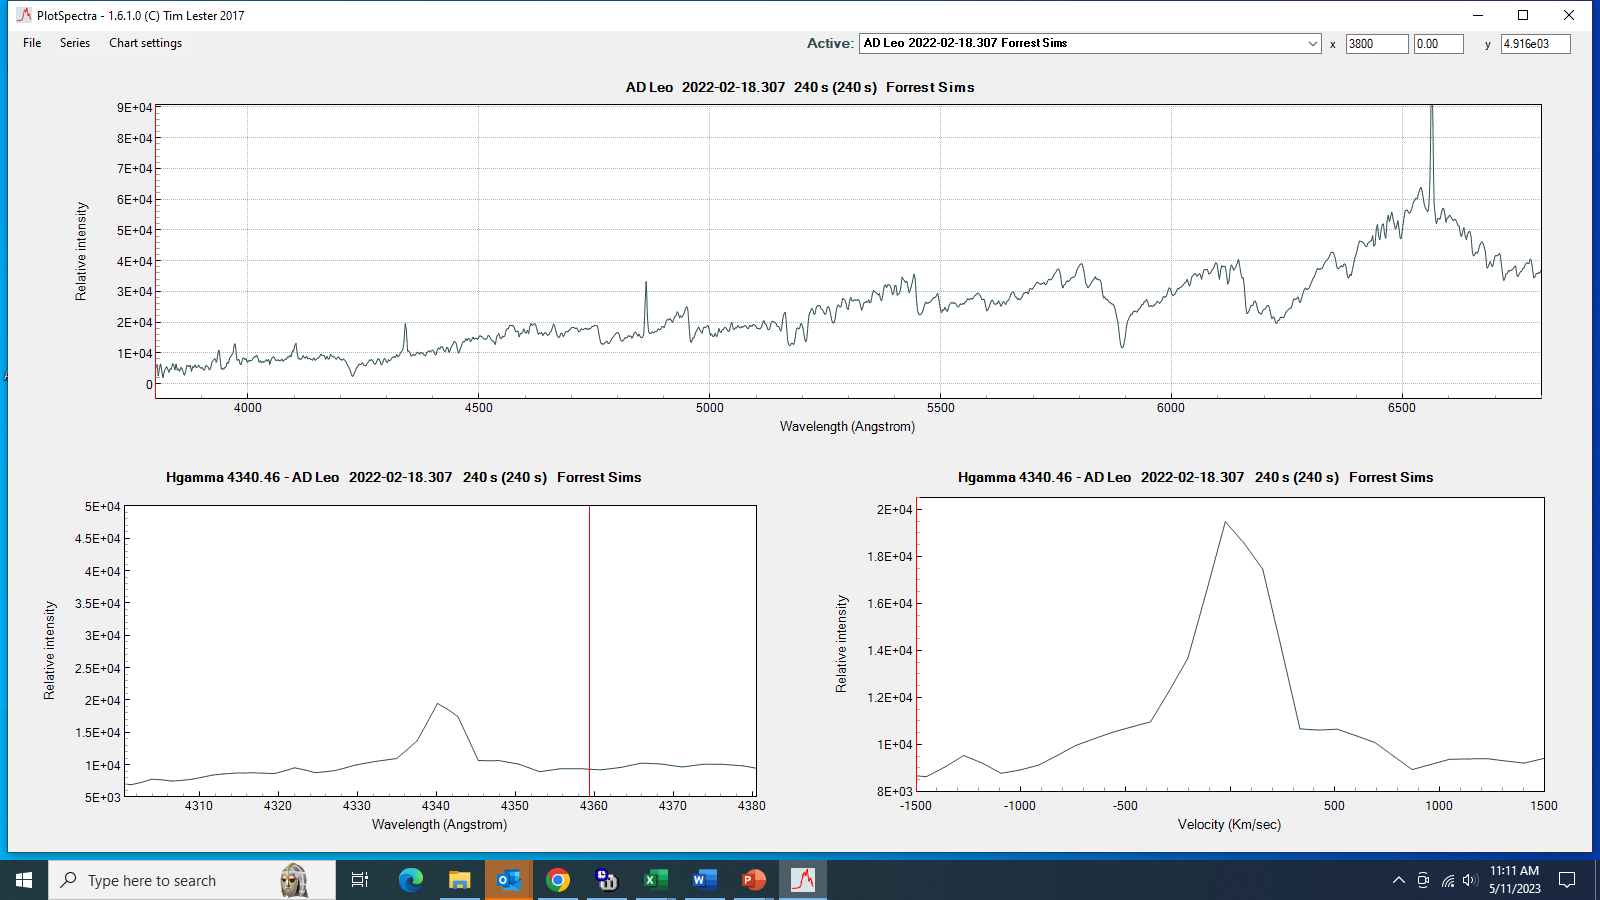 PlotSpectra - 1.6.1.0 (C) Tim Lester 2017
File Series Chart settings
Active: AD Leo 2022-02-18.307 Forrest Sims x 3800 0.00 y 4.916e03
AD Leo 2022-02-18.307 240 s (240 s) Forrest Sims
9E+04
8E+04
7E+04
6E+04
5E+04
4E+04
3E+04
2E+04
1E+04
0
Relative intensity
4000 4500 5000 5500 6000 6500
Wavelength (Angstrom)
Hgamma 4340.46 - AD Leo 2022-02-18.307 240 s (240 s) Forrest Sims
5E+04
4.5E+04
4E+04
3.5E+04
3E+04
2.5E+04
2E+04
1.5E+04
1E+04
5E+03
Relative intensity
4310 4320 4330 4340 4350 4360 4370 4380
Wavelength (Angstrom)
Hgamma 4340.46 - AD Leo 2022-02-18.307 240 s (240 s) Forrest Sims
2E+04
1.8E+04
1.6E+04
1.4E+04
1.2E+04
1E+04
8E+03
Relative intensity
-1500 -1000 -500 0 500 1000 1500
Velocity (Km/sec)
Type here to search
11:11 AM
5/11/2023